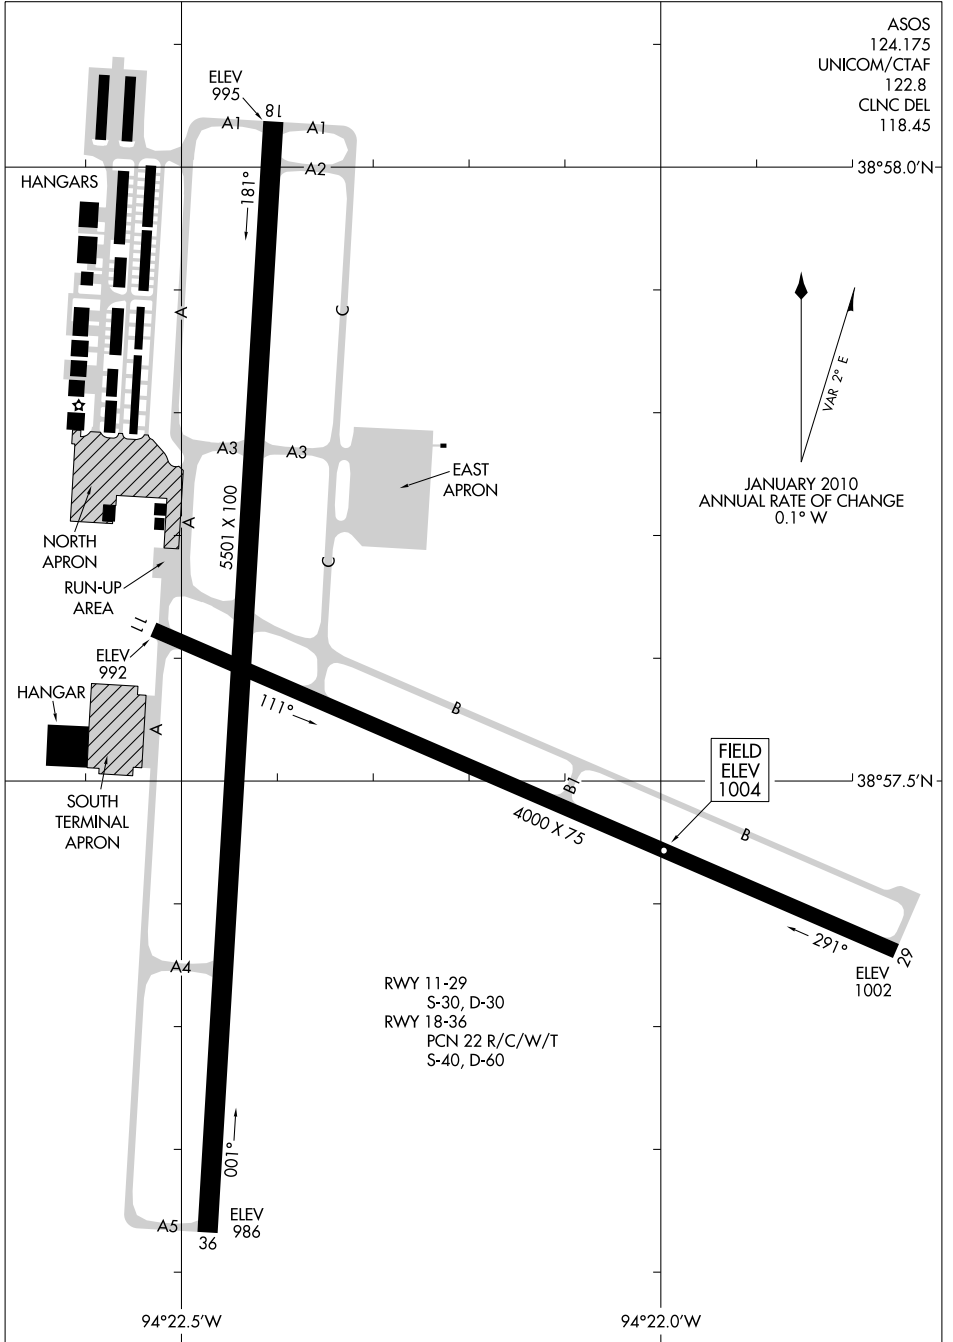 ASOS
124.175
UNICOM/CTAF
122.8
CLNC DEL
118.45
ELEV
995
18
A1
A1
A2
38°58.0'N
HANGARS
181°
A
C
VAR 2° E
JANUARY 2010
ANNUAL RATE OF CHANGE
0.1° W
A3
A3
EAST
APRON
5501 X 100
A
NORTH
APRON
C
RUN-UP
AREA
11
ELEV
992
HANGAR
111°
A
B
FIELD
ELEV
1004
38°57.5'N
SOUTH
TERMINAL
APRON
B1
4000 X 75
B
291°
29
ELEV
1002
A4
RWY 11-29
S-30, D-30
RWY 18-36
PCN 22 R/C/W/T
S-40, D-60
001°
A5
ELEV
986
36
94°22.5'W
94°22.0'W